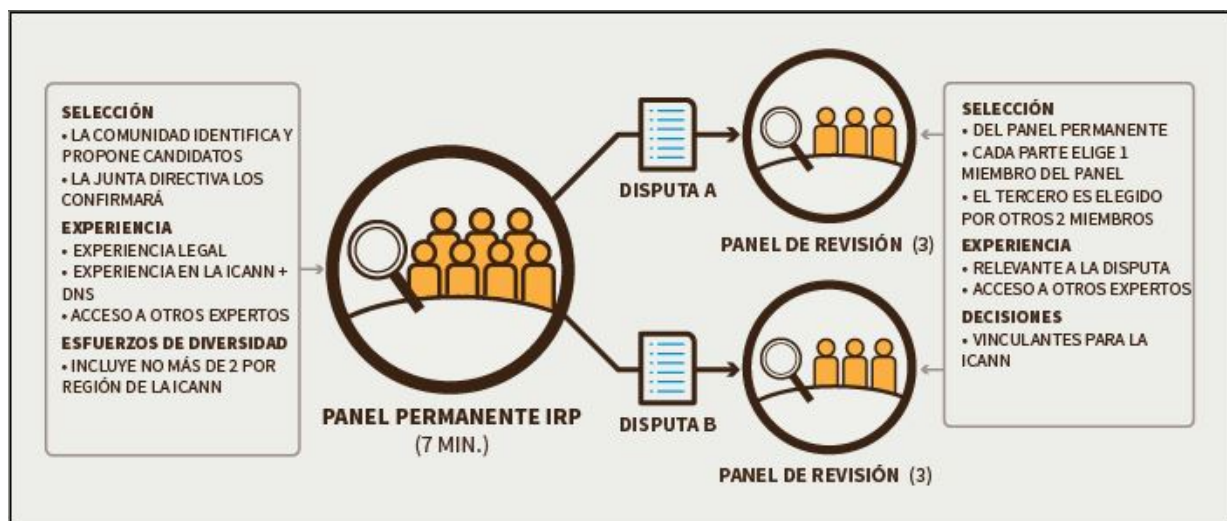 SELECCIÓN
• LA COMUNIDAD IDENTIFICA Y
PROPONE CANDIDATOS
• LA JUNTA DIRECTIVA LOS
CONFIRMARÁ
EXPERIENCIA
• EXPERIENCIA LEGAL
• EXPERIENCIA EN LA ICANN +
DNS
• ACCESO A OTROS EXPERTOS
ESFUERZOS DE DIVERSIDAD
• INCLUYE NO MÁS DE 2 POR
REGIÓN DE LA ICANN
PANEL PERMANENTE IRP
(7 MIN.)
DISPUTA A
PANEL DE REVISIÓN (3)
DISPUTA B
PANEL DE REVISIÓN (3)
SELECCIÓN
• DEL PANEL PERMANENTE
• CADA PARTE ELIGE 1
MIEMBRO DEL PANEL
• EL TERCERO ES ELEGIDO
POR OTROS 2 MIEMBROS
EXPERIENCIA
• RELEVANTE A LA DISPUTA
• ACCESO A OTROS EXPERTOS
DECISIONES
• VINCULANTES PARA LA
ICANN